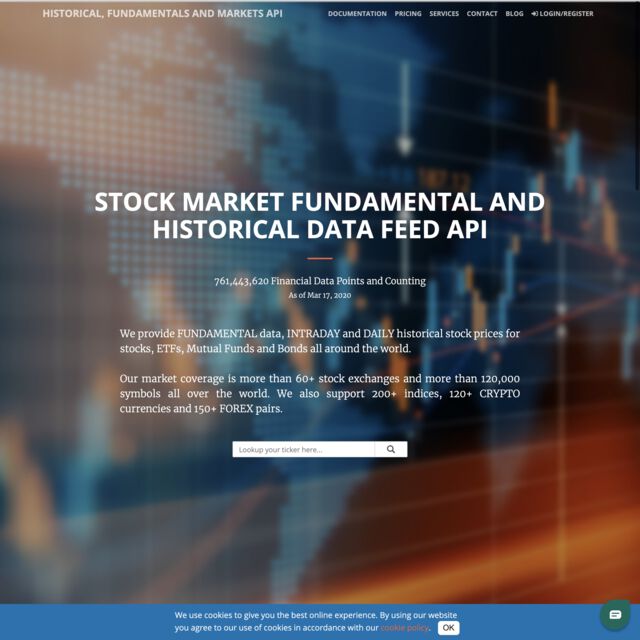 HISTORICAL, FUNDAMENTALS AND MARKETS API
DOCUMENTATION PRICING SERVICES CONTACT BLOG LOGIN/REGISTER
187.12
STOCK MARKET FUNDAMENTAL AND
HISTORICAL DATA FEED API
761,443,620 Financial Data Points and Counting
As of Mar 17, 2020
We provide FUNDAMENTAL data, INTRADAY and DAILY historical stock prices for
stocks, ETFs, Mutual Funds and Bonds all around the world.
Our market coverage is more than 60+ stock exchanges and more than 120,000
symbols all over the world. We also support 200+ indices, 120+ CRYPTO
currencies and 150+ FOREX pairs.
Lookup your ticker here...
We use cookies to give you the best online experience. By using our website
you agree to our use of cookies in accordance with our cookie policy. OK